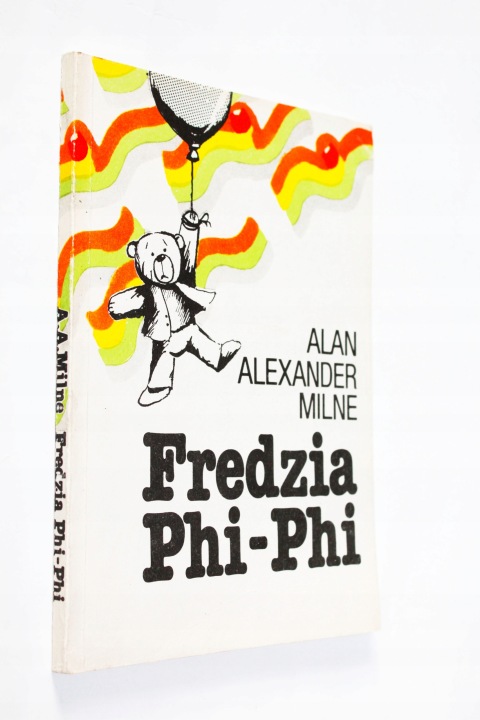 ALAN
ALEXANDER
MILNE
Fredzia
Phi-Phi
A.A.Milne Fredzia Phi-Phi